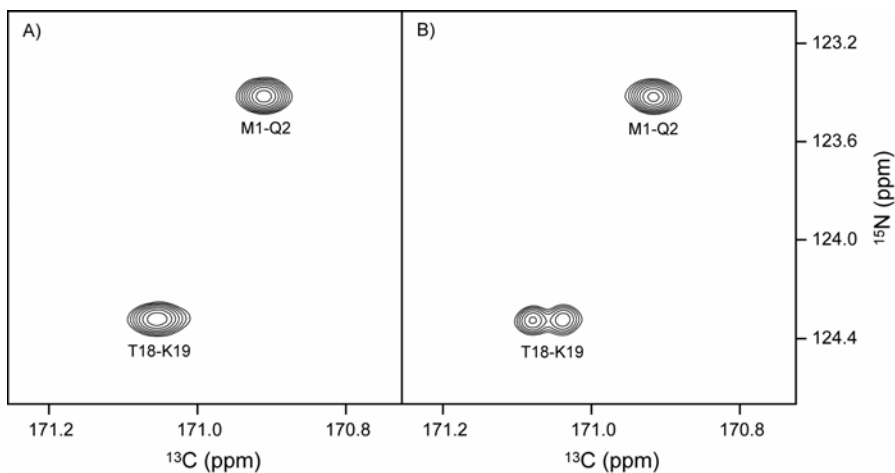 A)
B)
123.2
M1-Q2
M1-Q2
123.6
124.0
¹⁵N (ppm)
T18-K19
T18-K19
124.4
171.2 171.0 170.8
171.2 171.0 170.8
¹³C (ppm)
¹³C (ppm)